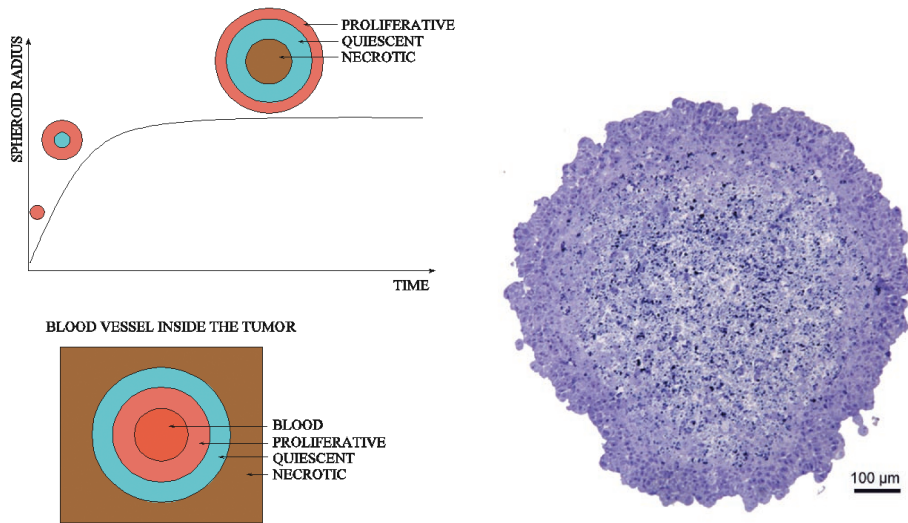 PROLIFERATIVE
QUIESCENT
NECROTIC
SPHEROID RADIUS
TIME
BLOOD VESSEL INSIDE THE TUMOR
BLOOD
PROLIFERATIVE
QUIESCENT
NECROTIC
100 µm